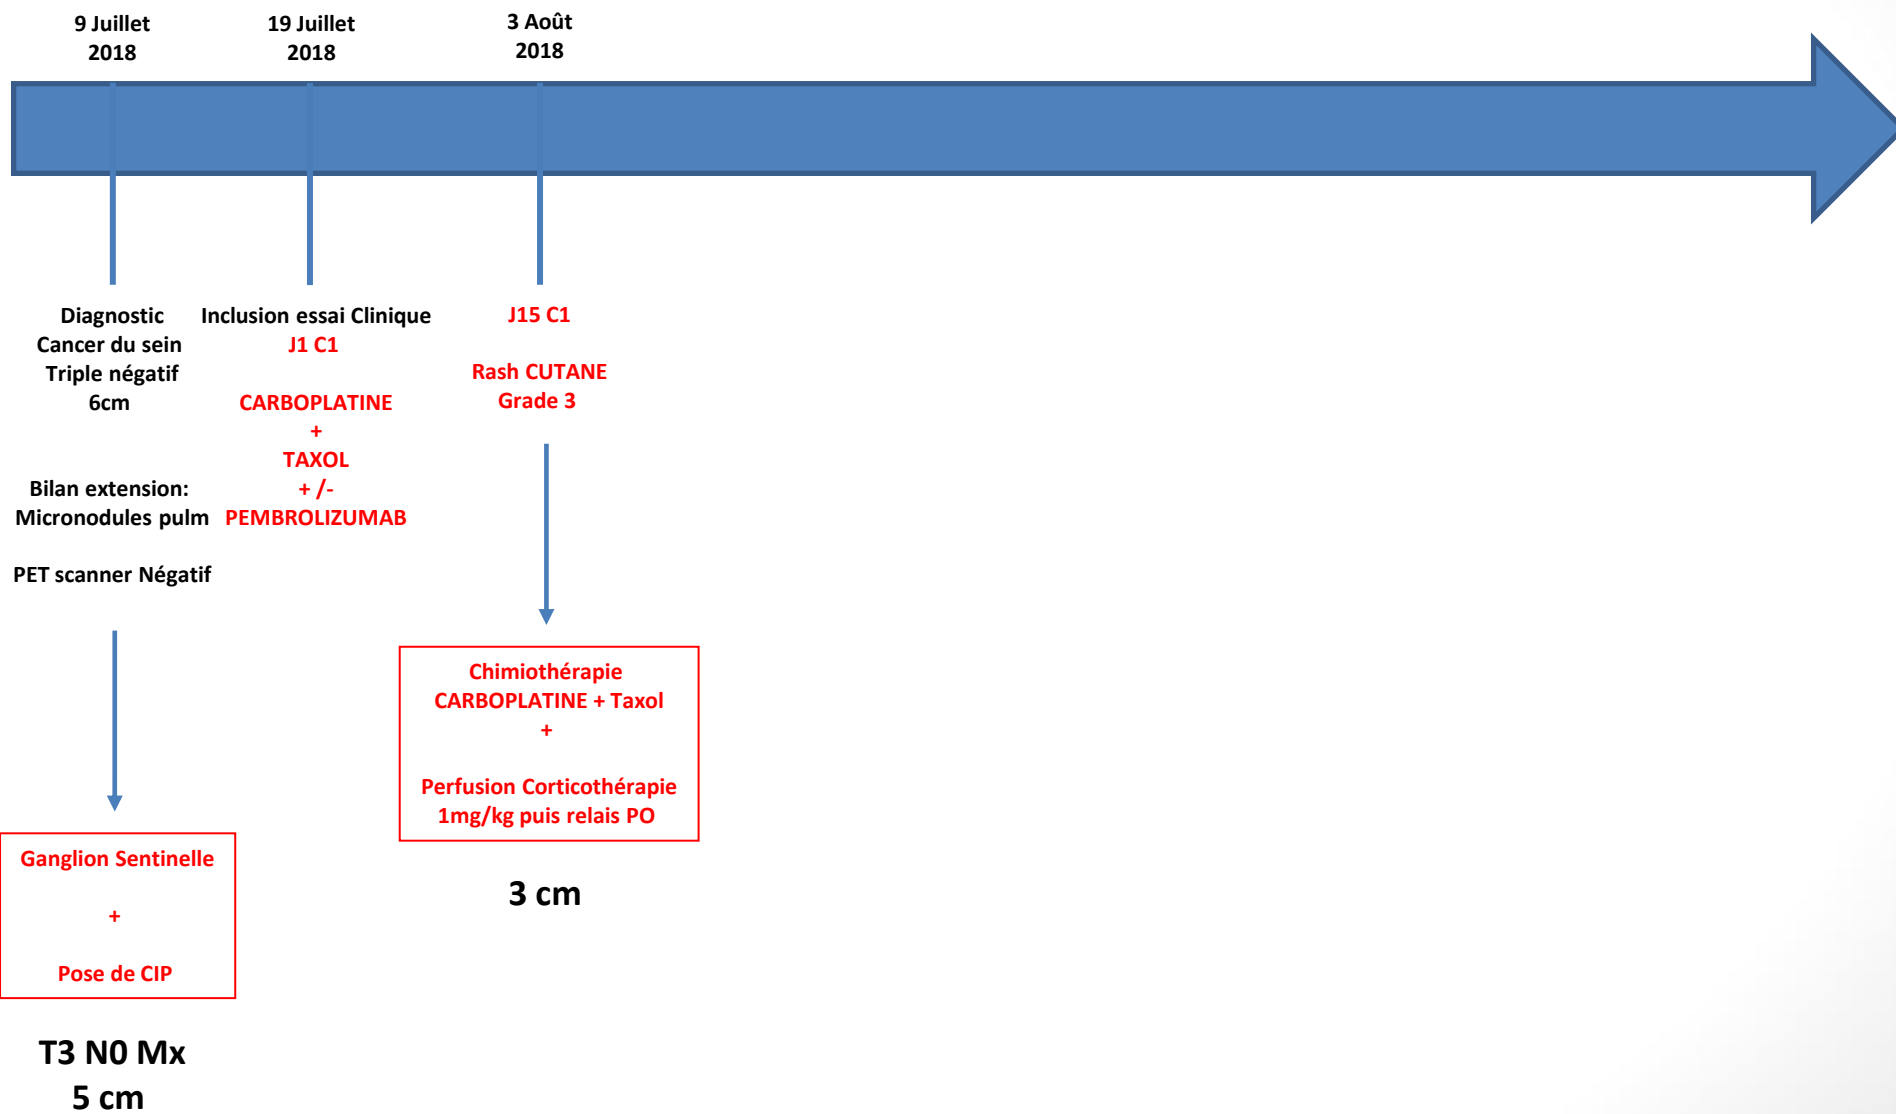 9 Juillet
2018
19 Juillet
2018
3 Août
2018
Diagnostic
Cancer du sein
Triple négatif
6cm
Bilan extension:
Micronodules pulm
PET scanner Négatif
Ganglion Sentinelle
+
Pose de CIP
T3 N0 Mx
5 cm
Inclusion essai Clinique
J1 C1
CARBOPLATINE
+
TAXOL
+ /-
PEMBROLIZUMAB
J15 C1
Rash CUTANE
Grade 3
Chimiothérapie
CARBOPLATINE + Taxol
+
Perfusion Corticothérapie
1mg/kg puis relais PO
3 cm